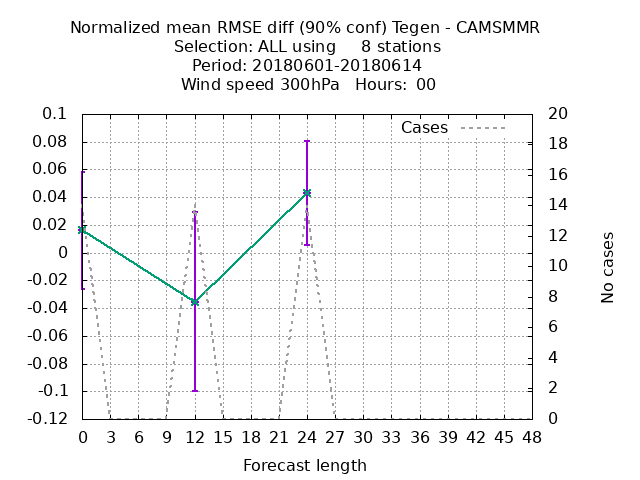 Normalized mean RMSE diff (90% conf) Tegen - CAMSMMR
Selection: ALL using     8 stations
Period: 20180601-20180614
Wind speed 300hPa   Hours:  00
Cases
0.1
0.08
0.06
0.04
0.02
0
-0.02
-0.04
-0.06
-0.08
-0.1
-0.12
20
18
16
14
12
10
8
6
4
2
0
No cases
0 3 6 9 12 15 18 21 24 27 30 33 36 39 42 45 48
Forecast length